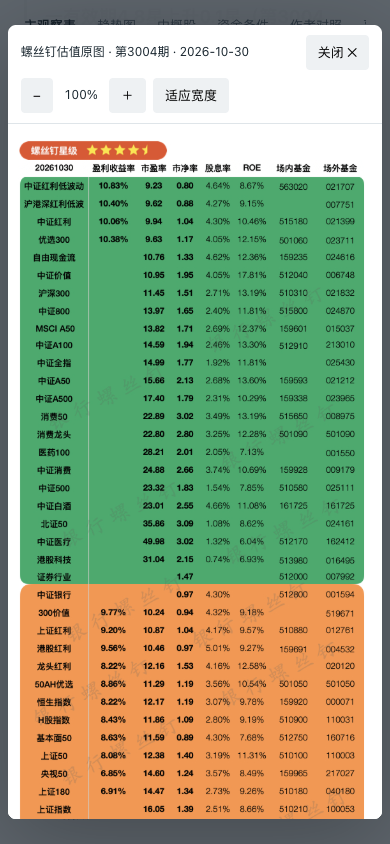 螺丝钉估值原图 · 第3004期 · 2026-10-30
关闭 ✕
− 100% + 适应宽度
螺丝钉星级
20261030 盈利收益率 市盈率 市净率 股息率 ROE 场内基金 场外基金
中证红利低波动 10.83% 9.23 0.80 4.64% 8.67% 563020 021707
沪港深红利低波 10.40% 9.62 0.88 4.27% 9.15% 007751
中证红利 10.06% 9.94 1.04 4.30% 10.46% 515180 021399
优选300 10.38% 9.63 1.17 4.05% 12.15% 501060 023711
自由现金流 10.76 1.33 4.62% 12.36% 159235 024616
中证价值 10.95 1.95 4.05% 17.81% 512040 006748
沪深300 11.45 1.51 2.71% 13.19% 510310 021832
中证800 13.97 1.65 2.40% 11.81% 515800 024870
MSCI A50 13.82 1.71 2.69% 12.37% 159601 015037
中证A100 14.59 1.94 2.46% 13.30% 512910 213010
中证全指 14.99 1.77 1.92% 11.81% 025430
中证A50 15.66 2.13 2.68% 13.60% 159593 021212
中证A500 17.40 1.79 2.31% 10.29% 159338 023965
消费50 22.89 3.02 3.49% 13.19% 515650 008975
消费龙头 22.80 2.80 3.25% 12.28% 501090 501090
医药100 28.21 2.01 2.05% 7.13% 001550
中证消费 24.88 2.66 3.74% 10.69% 159928 009179
中证500 23.32 1.83 1.54% 7.85% 510580 025111
中证白酒 23.01 2.55 4.66% 11.08% 161725 161725
北证50 35.86 3.09 1.08% 8.62% 024161
中证医疗 49.98 3.02 1.32% 6.04% 512170 162412
港股科技 31.04 2.15 0.74% 6.93% 513980 016495
证券行业 1.47 512000 007992
中证银行 0.97 4.30% 512800 001594
300价值 9.77% 10.24 0.94 4.32% 9.18% 519671
上证红利 9.20% 10.87 1.04 4.17% 9.57% 510880 012761
港股红利 9.56% 10.46 0.97 5.01% 9.27% 159691 004532
龙头红利 8.22% 12.16 1.53 4.16% 12.58% 020120
50AH优选 8.86% 11.29 1.19 3.56% 10.54% 501050 501050
恒生指数 8.22% 12.17 1.19 3.07% 9.78% 159920 000071
H股指数 8.43% 11.86 1.09 2.80% 9.19% 510900 110031
基本面50 8.63% 11.59 0.89 4.30% 7.68% 512750 160716
上证50 8.08% 12.38 1.40 3.19% 11.31% 510100 110003
央视50 6.85% 14.60 1.24 3.57% 8.49% 159965 217027
上证180 6.91% 14.47 1.34 2.73% 9.26% 510180 040180
上证指数 16.05 1.39 2.51% 8.66% 510210 100053